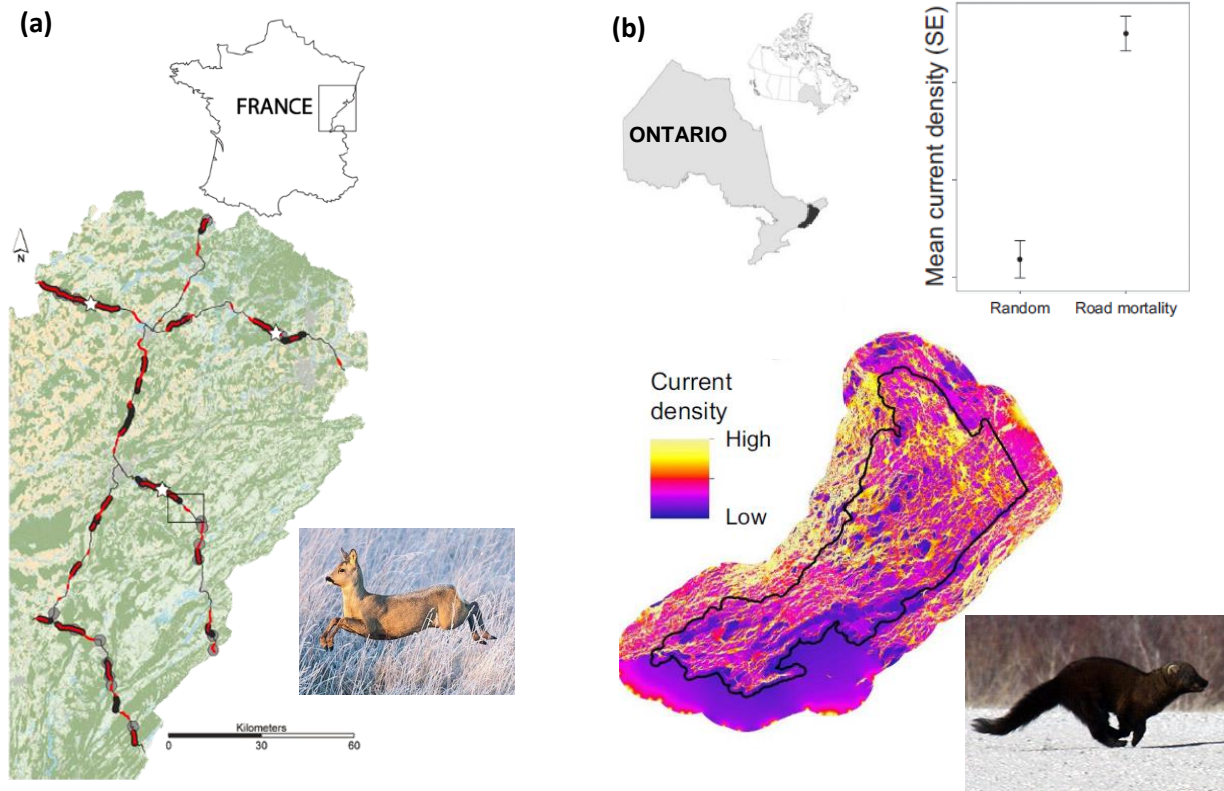 (a)
FRANCE
N
Kilometers
0
30
60
(b)
ONTARIO
Mean current density (SE)
Random
Road mortality
Current
density
High
Low